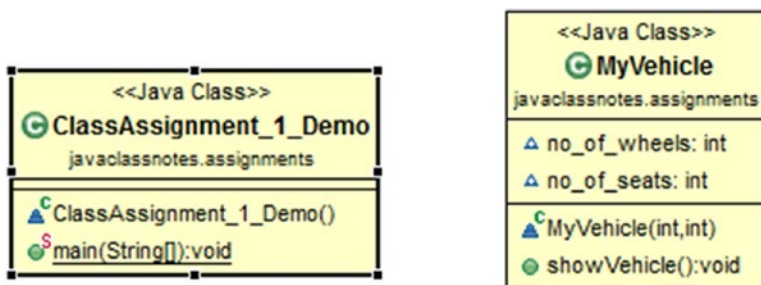 <<Java Class>>
ClassAssignment_1_Demo
javaclassnotes.assignments
ClassAssignment_1_Demo()
main(String[]):void
<<Java Class>>
MyVehicle
javaclassnotes.assignments
no_of_wheels: int
no_of_seats: int
MyVehicle(int,int)
showVehicle():void